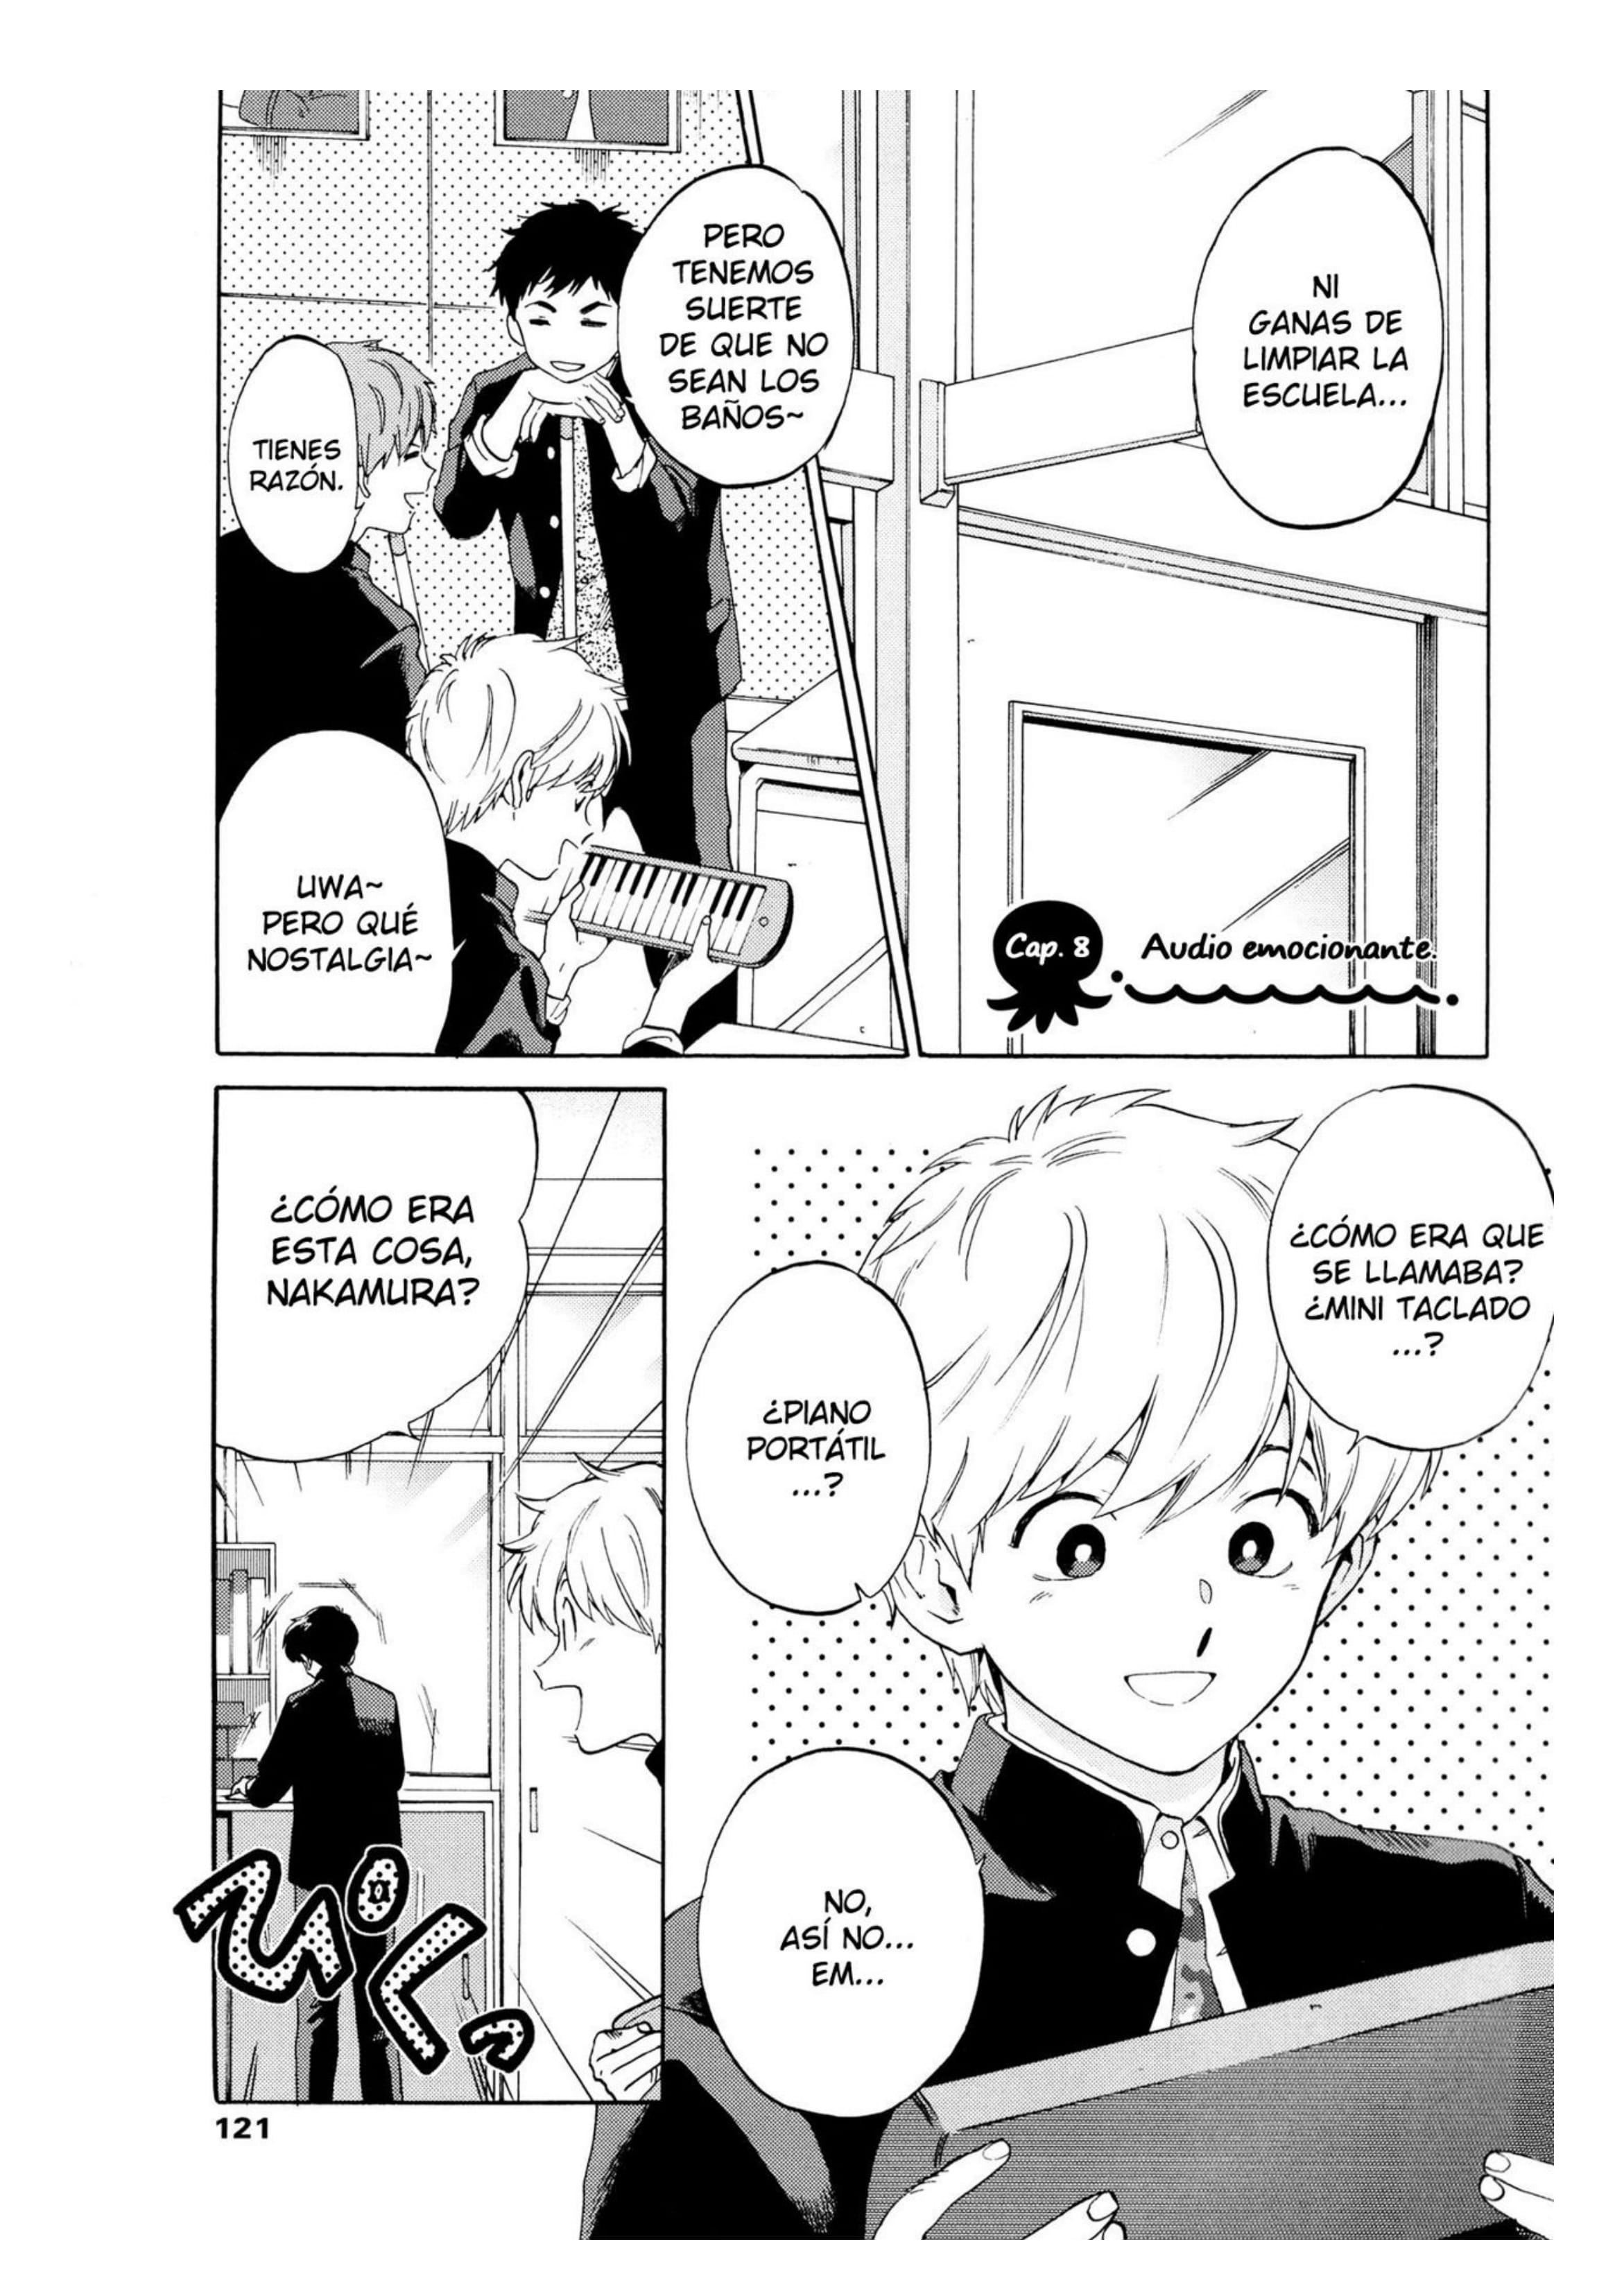 NI
GANAS DE
LIMPIAR LA
ESCUELA...
Cap. 8
Audio emocionante.
PERO
TENEMOS
SUERTE
DE QUE NO
SEAN LOS
BAÑOS~
TIENES
RAZÓN.
UWA~
PERO QUÉ
NOSTALGIA~
¿CÓMO ERA QUE
SE LLAMABA?
¿MINI TACLADO
...?
¿PIANO
PORTÁTIL
...?
NO,
ASÍ NO...
EM...
¿CÓMO ERA
ESTA COSA,
NAKAMURA?
ぴくっ
121